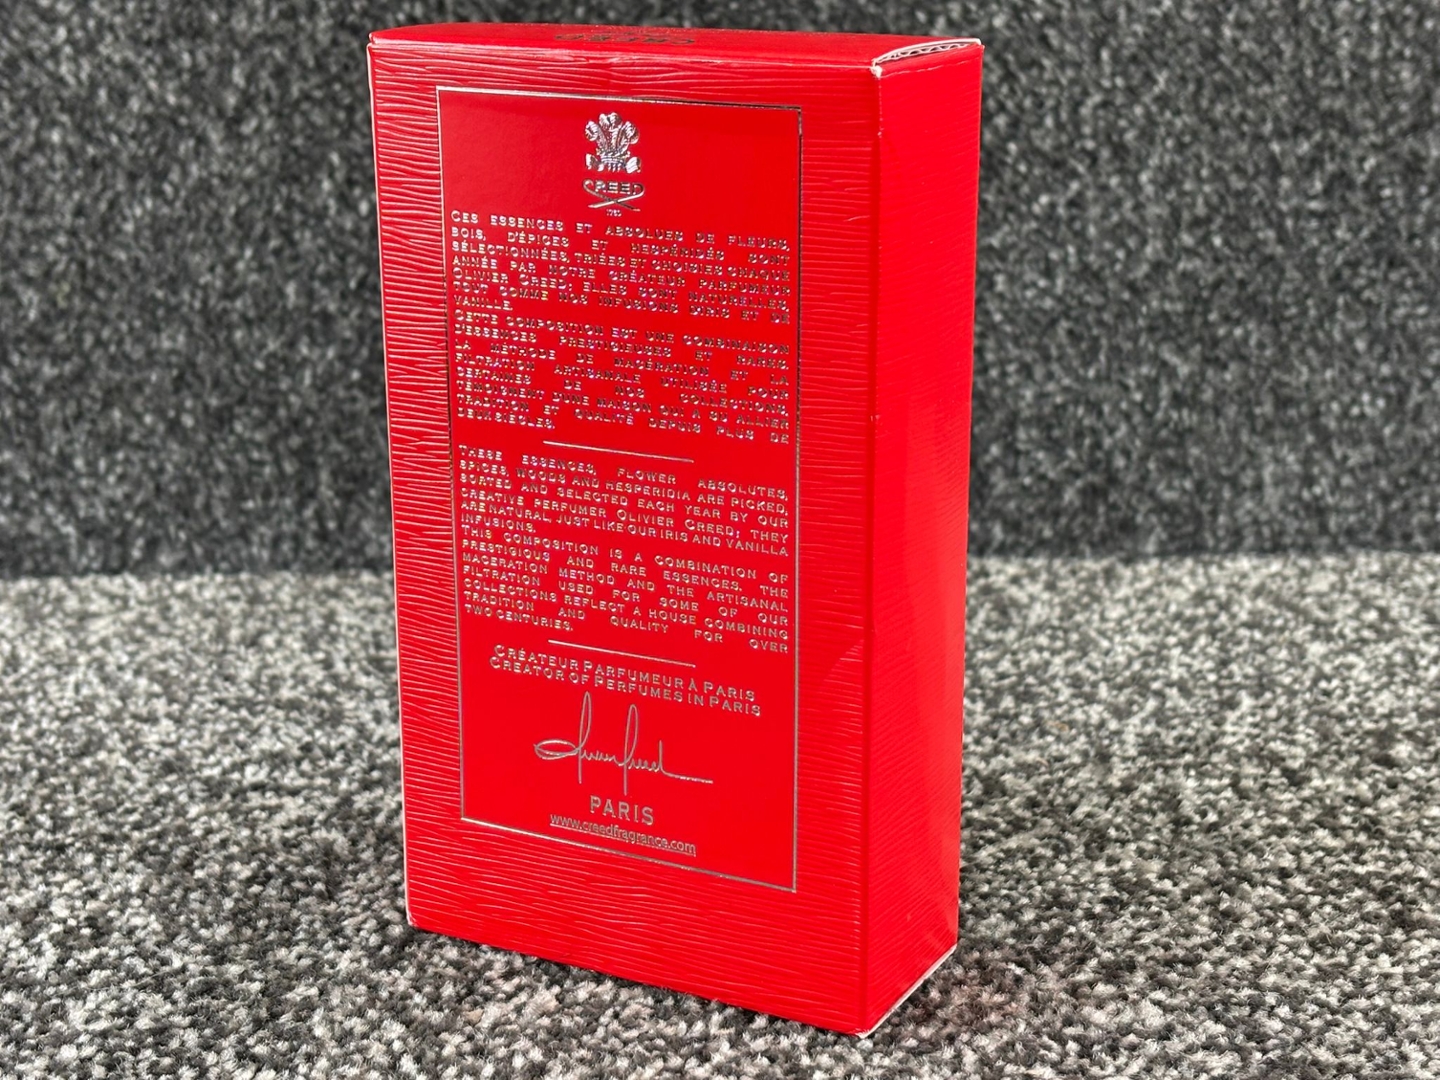 CREED
CREED
1760
CES ESSENCES ET ABSOLUES DE FLEURS,
BOIS, D'ÉPICES ET HESPÉRIDÉS SONT
SÉLECTIONNÉES, TRIÉES ET CHOISIES CHAQUE
ANNÉE PAR NOTRE CRÉATEUR PARFUMEUR
OLIVIER CREED; ELLES SONT NATURELLES
TOUT COMME NOS INFUSIONS D'IRIS ET DE
VANILLE.
CETTE COMPOSITION EST UNE COMBINAISON
D'ESSENCES PRESTIGIEUSES ET RARES
LA MÉTHODE DE MACÉRATION ET LA
FILTRATION ARTISANALE UTILISÉE POUR
CERTAINES DE NOS COLLECTIONS,
TÉMOIGNENT D'UNE MAISON QUI A SU ALLIER
TRADITION ET QUALITÉ DEPUIS PLUS DE
DEUX SIÈCLES.
THESE ESSENCES, FLOWER ABSOLUTES,
SPICES, WOODS AND HESPERIDIA ARE PICKED,
SORTED AND SELECTED EACH YEAR BY OUR
CREATIVE PERFUMER OLIVIER CREED; THEY
ARE NATURAL, JUST LIKE OUR IRIS AND VANILLA
INFUSIONS.
THIS COMPOSITION IS A COMBINATION OF
PRESTIGIOUS AND RARE ESSENCES. THE
MACERATION METHOD AND THE ARTISANAL
FILTRATION USED FOR SOME OF OUR
COLLECTIONS REFLECT A HOUSE COMBINING
TRADITION AND QUALITY FOR OVER
TWO CENTURIES.
CRÉATEUR PARFUMEUR À PARIS
CREATOR OF PERFUMES IN PARIS
PARIS
www.creedfragrance.com